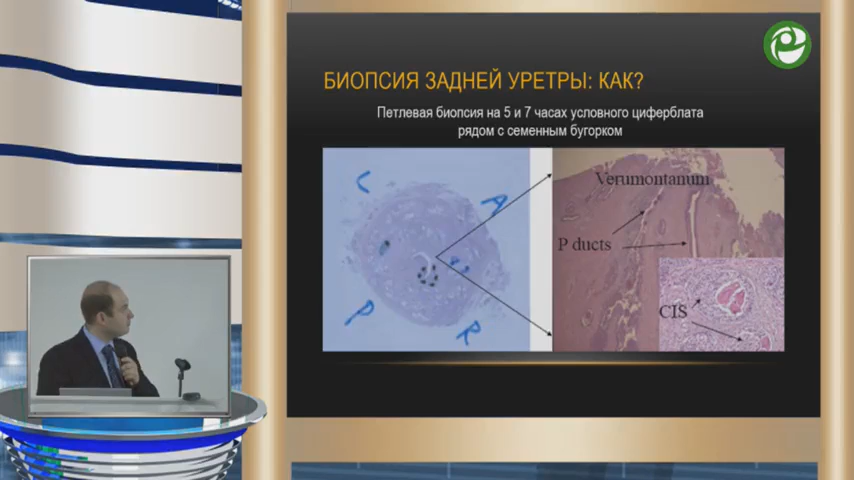 БИОПСИЯ ЗАДНЕЙ УРЕТРЫ: КАК?
Петлевая биопсия на 5 и 7 часах условного циферблата
рядом с семенным бугорком
Verumontanum
P ducts
CIS
L
A
P
R